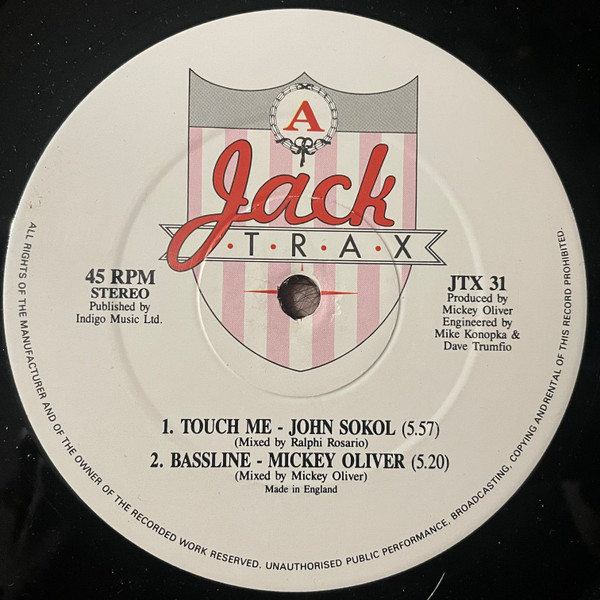 A
Jack
·T·R·A·X
45 RPM
STEREO
Published by
Indigo Music Ltd.
JTX 31
Produced by
Mickey Oliver
Engineered by
Mike Konopka &
Dave Trumfio
1. TOUCH ME - JOHN SOKOL (5.57)
(Mixed by Ralphi Rosario)
2. BASSLINE - MICKEY OLIVER (5.20)
(Mixed by Mickey Oliver)
Made in England
ALL RIGHTS OF THE MANUFACTURER AND OF THE OWNER OF THE RECORDED WORK RESERVED. UNAUTHORISED PUBLIC PERFORMANCE, BROADCASTING, COPYING ANDRENTAL OF THIS RECORD PROHIBITED.